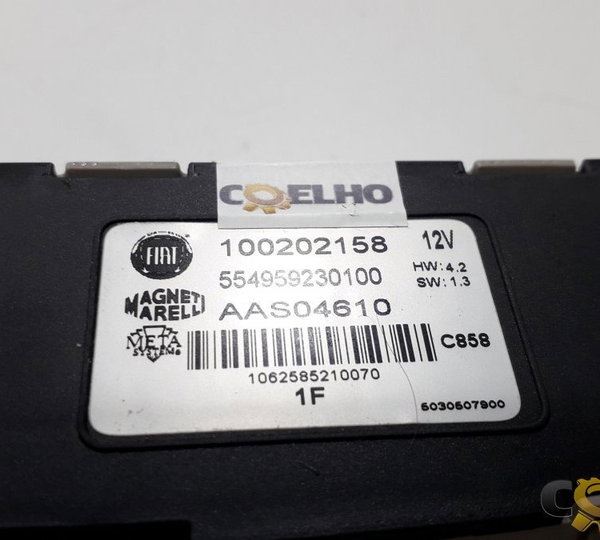 COELHO
FIAT
100202158 12V
554959230100 HW: 4.2
MAGNETI MARELLI
AAS04610 SW: 1.3
META SYSTEM®
C858
1062585210070
1F
5030507900